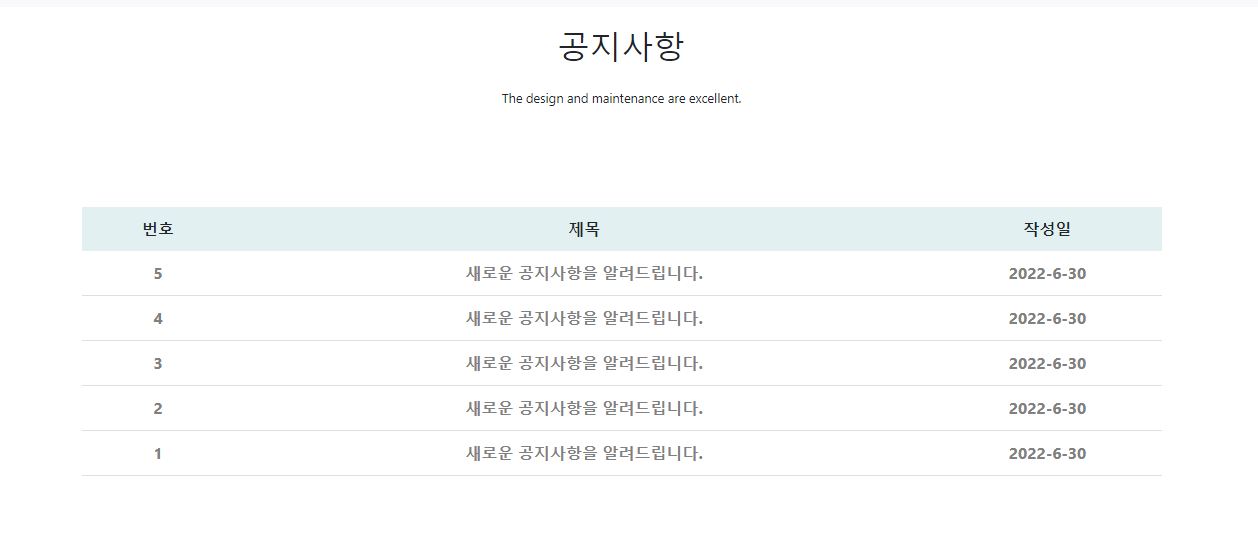 공지사항
The design and maintenance are excellent.
번호 제목 작성일
5 새로운 공지사항을 알려드립니다. 2022-6-30
4 새로운 공지사항을 알려드립니다. 2022-6-30
3 새로운 공지사항을 알려드립니다. 2022-6-30
2 새로운 공지사항을 알려드립니다. 2022-6-30
1 새로운 공지사항을 알려드립니다. 2022-6-30